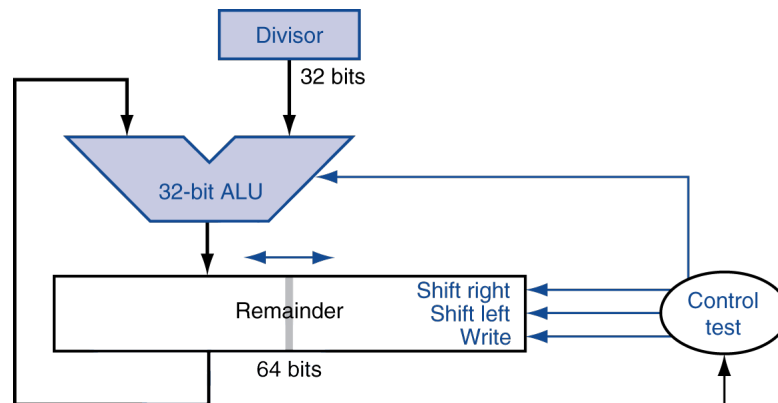 Divisor
32 bits
32-bit ALU
Remainder
Shift right
Shift left
Write
Control
test
64 bits